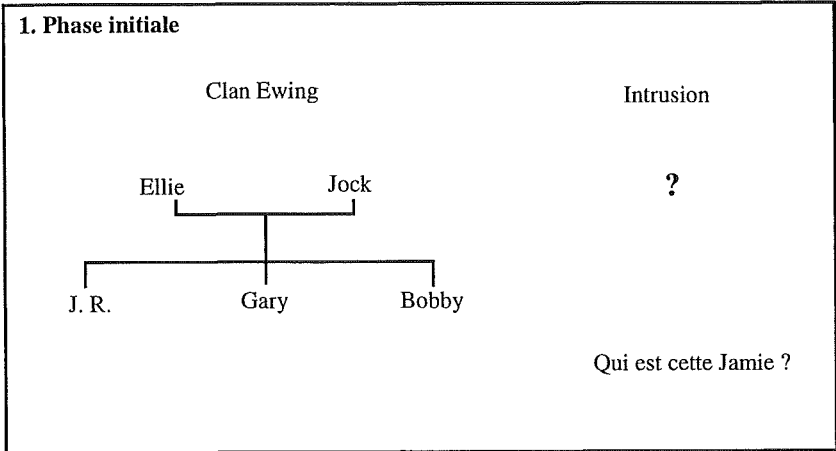 1. Phase initiale
Clan Ewing
Intrusion
Ellie
Jock
?
J. R.
Gary
Bobby
Qui est cette Jamie ?